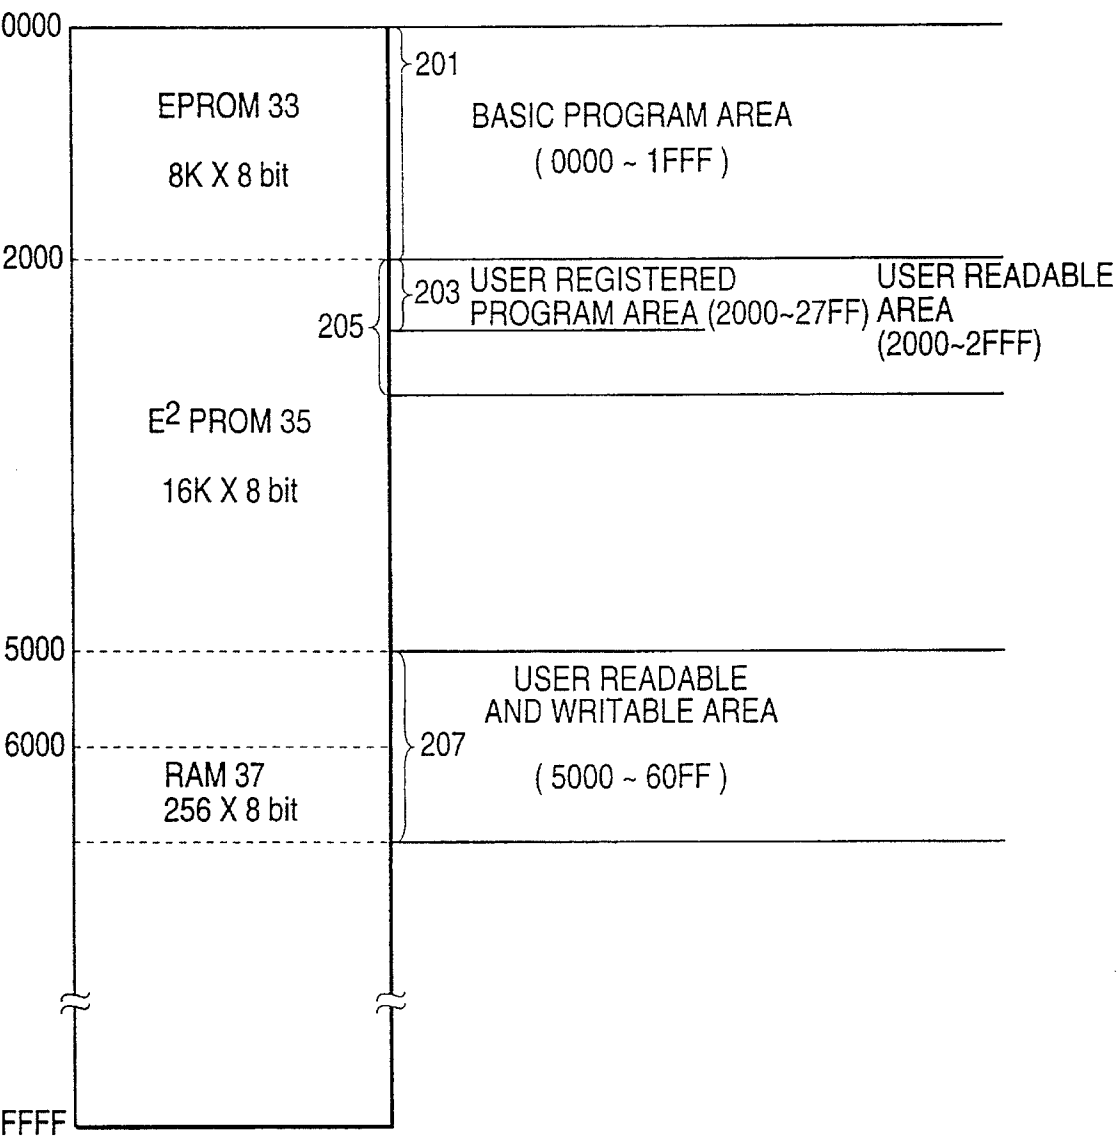 0000
201
EPROM 33
8K X 8 bit
BASIC PROGRAM AREA
( 0000 ~ 1FFF )
2000
203
USER REGISTERED
PROGRAM AREA (2000~27FF)
USER READABLE
AREA
(2000~2FFF)
205
E² PROM 35
16K X 8 bit
5000
USER READABLE
AND WRITABLE AREA
6000
207
RAM 37
256 X 8 bit
( 5000 ~ 60FF )
FFFF